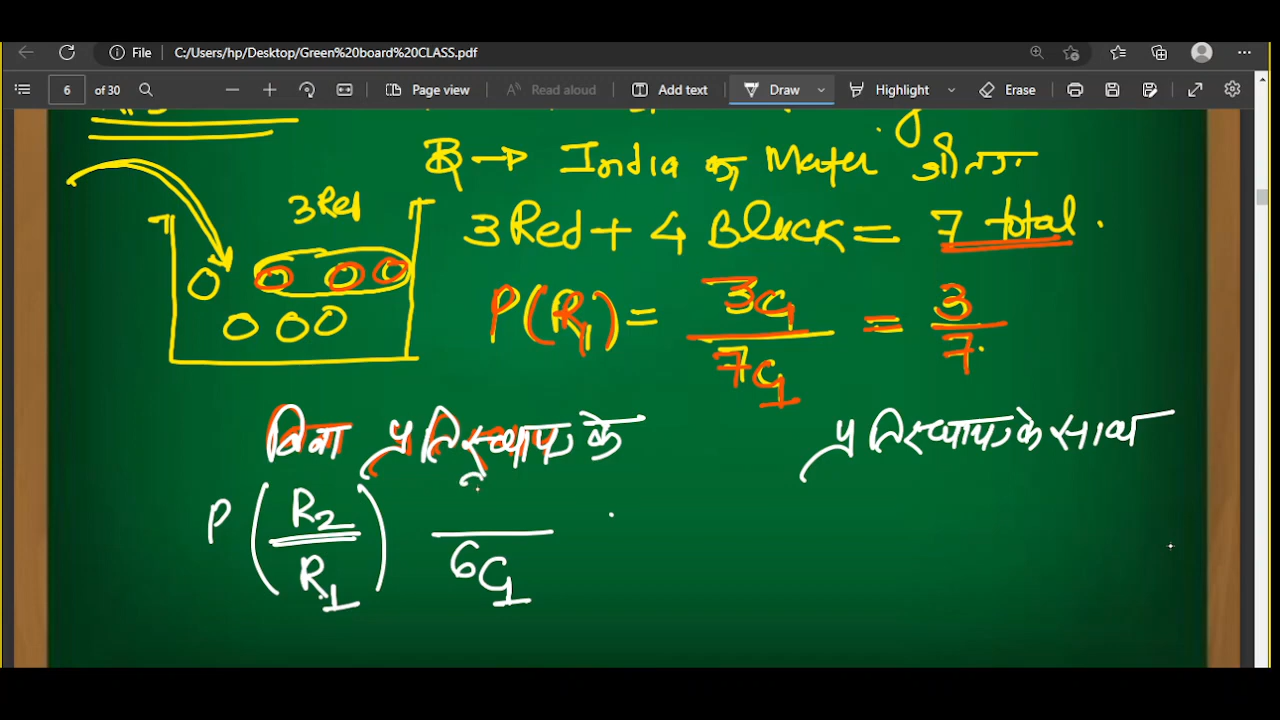 File C:/Users/hp/Desktop/Green%20board%20CLASS.pdf
6 of 30 Page view Read aloud Add text Draw Highlight Erase
B → India का Match जीतना
3 Red
3 Red + 4 Black = 7 total.
P(R1) = 3C1/7C1 = 3/7
बिना प्रतिस्थापन के
प्रतिस्थापन के साथ
P(R2/R1) /6C1